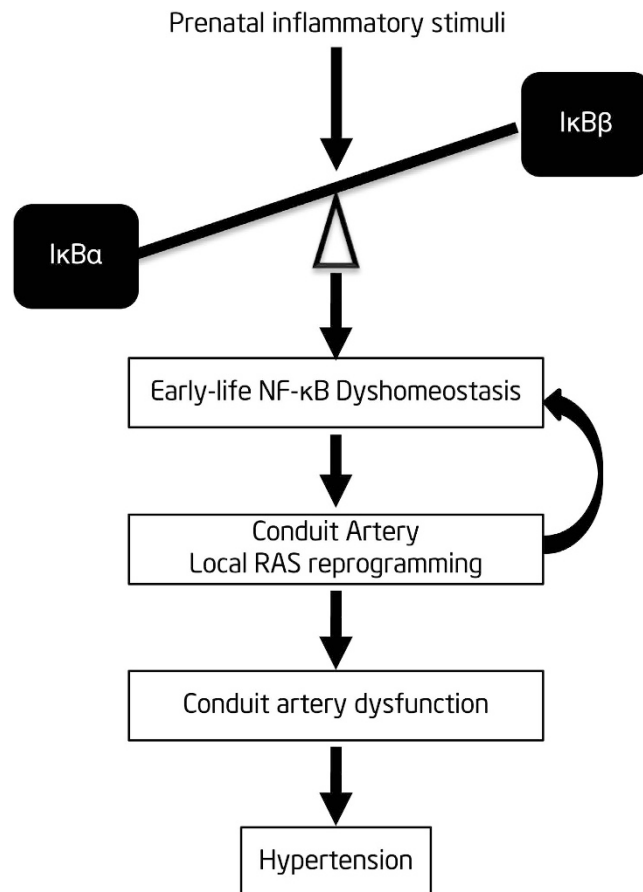 Prenatal inflammatory stimuli
IκBβ
IκBα
Early-life NF-κB Dyshomeostasis
Conduit Artery
Local RAS reprogramming
Conduit artery dysfunction
Hypertension